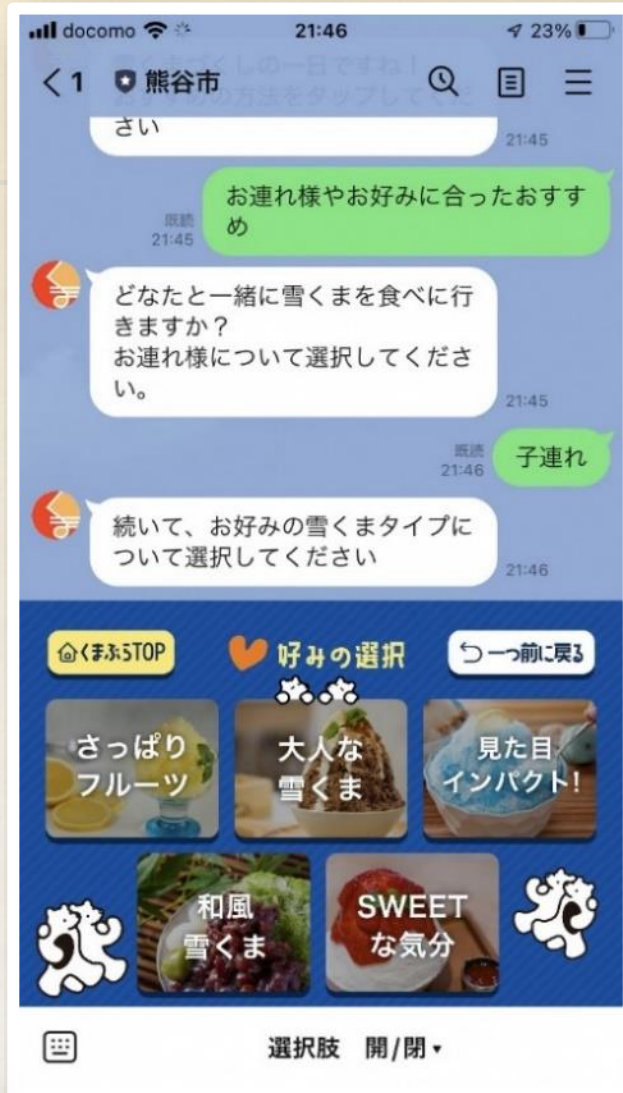 docomo 21:46 23%
1 熊谷市
さい
21:45
お連れ様やお好みに合ったおすす
め
既読
21:45
どなたと一緒に雪くまを食べに行
きますか？
お連れ様について選択してくださ
い。
21:45
既読
21:46
子連れ
続いて、お好みの雪くまタイプに
ついて選択してください
21:46
くまぶらTOP
好みの選択
一つ前に戻る
さっぱり
フルーツ
大人な
雪くま
見た目
インパクト!
和風
雪くま
SWEET
な気分
選択肢 開/閉